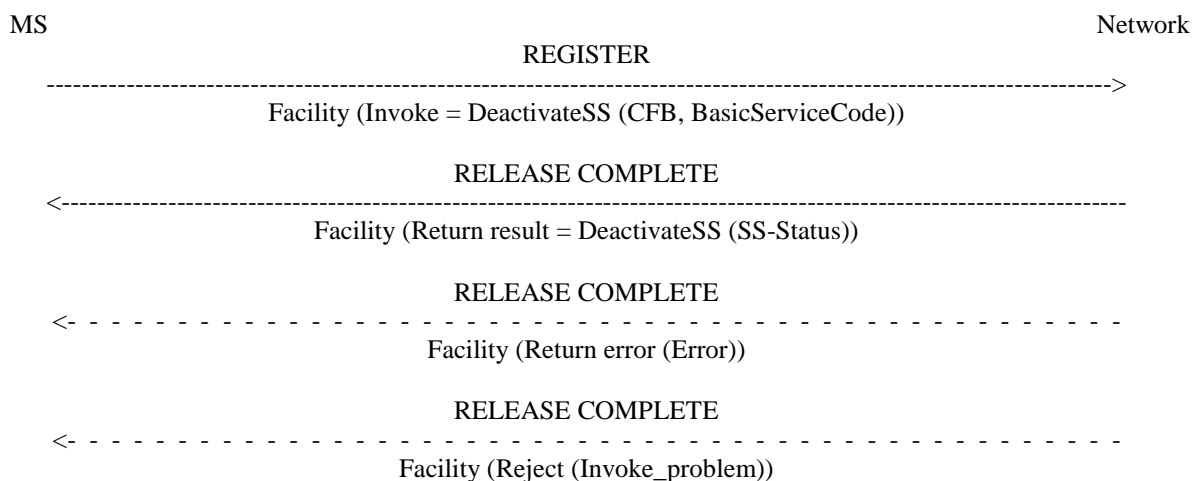 MS Network
REGISTER
Facility (Invoke = DeactivateSS (CFB, BasicServiceCode))
RELEASE COMPLETE
Facility (Return result = DeactivateSS (SS-Status))
RELEASE COMPLETE
Facility (Return error (Error))
RELEASE COMPLETE
Facility (Reject (Invoke_problem))